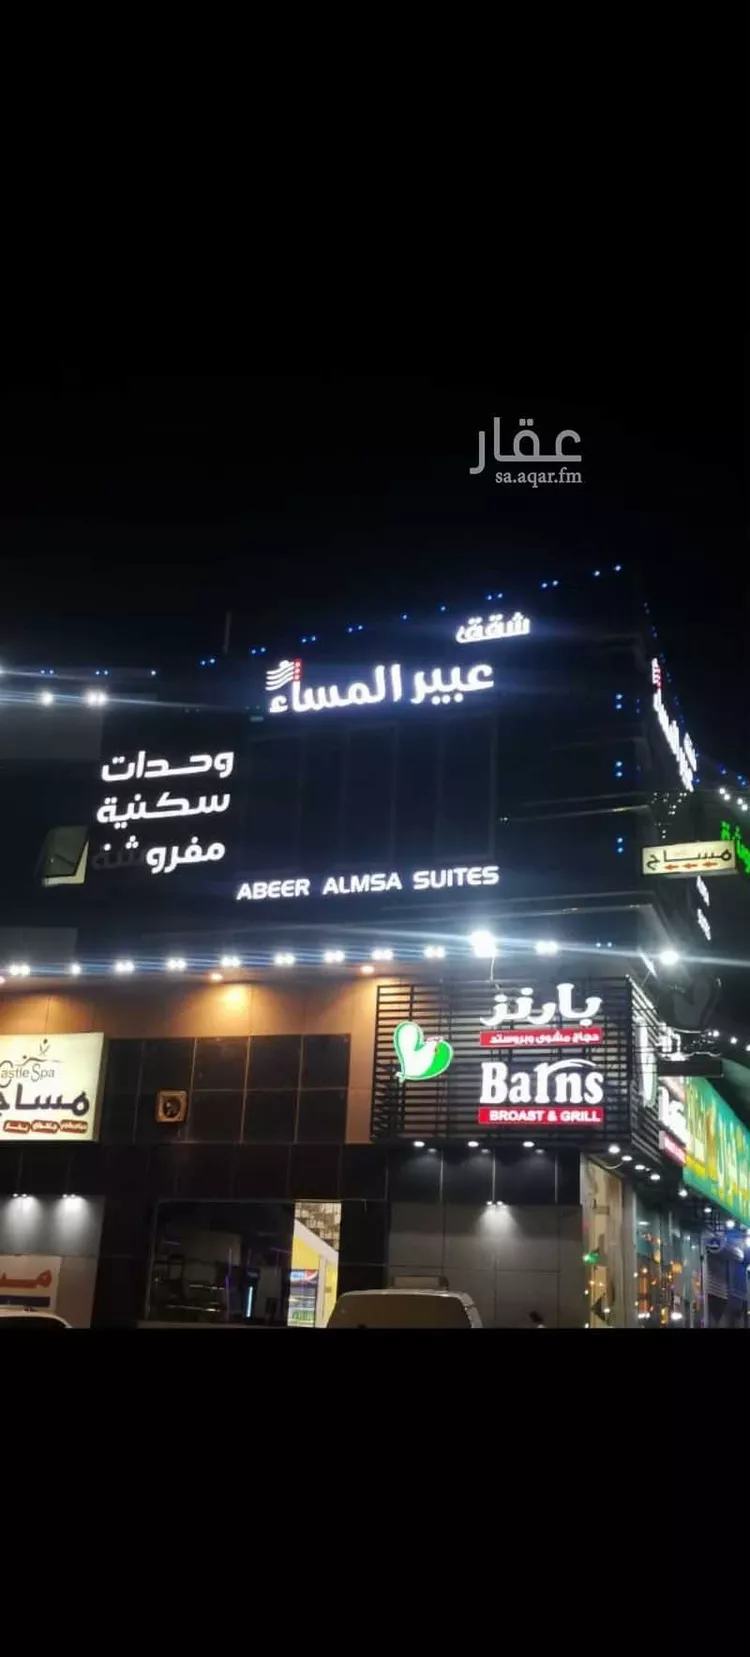 عقار
sa.aqar.fm
شقق
عبير المساء
وحدات
سكنية
مفروشة
ABEER ALMSA SUITES
مساج
بارنز
دجاج مشوي وبروستد
Barns
BROAST & GRILL
Castle Spa
مساج